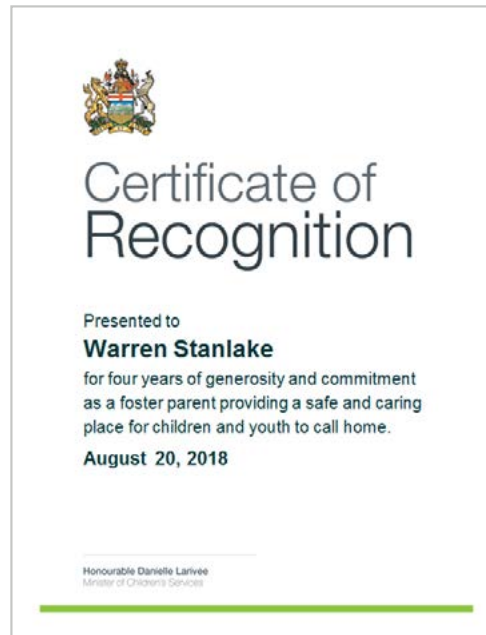 Certificate of
Recognition
Presented to
Warren Stanlake
for four years of generosity and commitment
as a foster parent providing a safe and caring
place for children and youth to call home.
August 20, 2018
Honourable Danielle Larivee
Minister of Children's Services